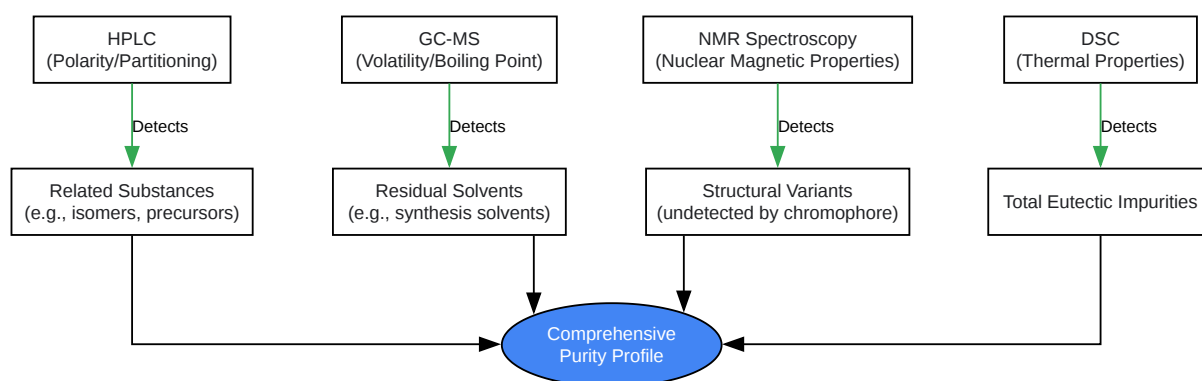 HPLC
(Polarity/Partitioning)
GC-MS
(Volatility/Boiling Point)
NMR Spectroscopy
(Nuclear Magnetic Properties)
DSC
(Thermal Properties)
Detects
Detects
Detects
Detects
Related Substances
(e.g., isomers, precursors)
Residual Solvents
(e.g., synthesis solvents)
Structural Variants
(undetected by chromophore)
Total Eutectic Impurities
Comprehensive
Purity Profile